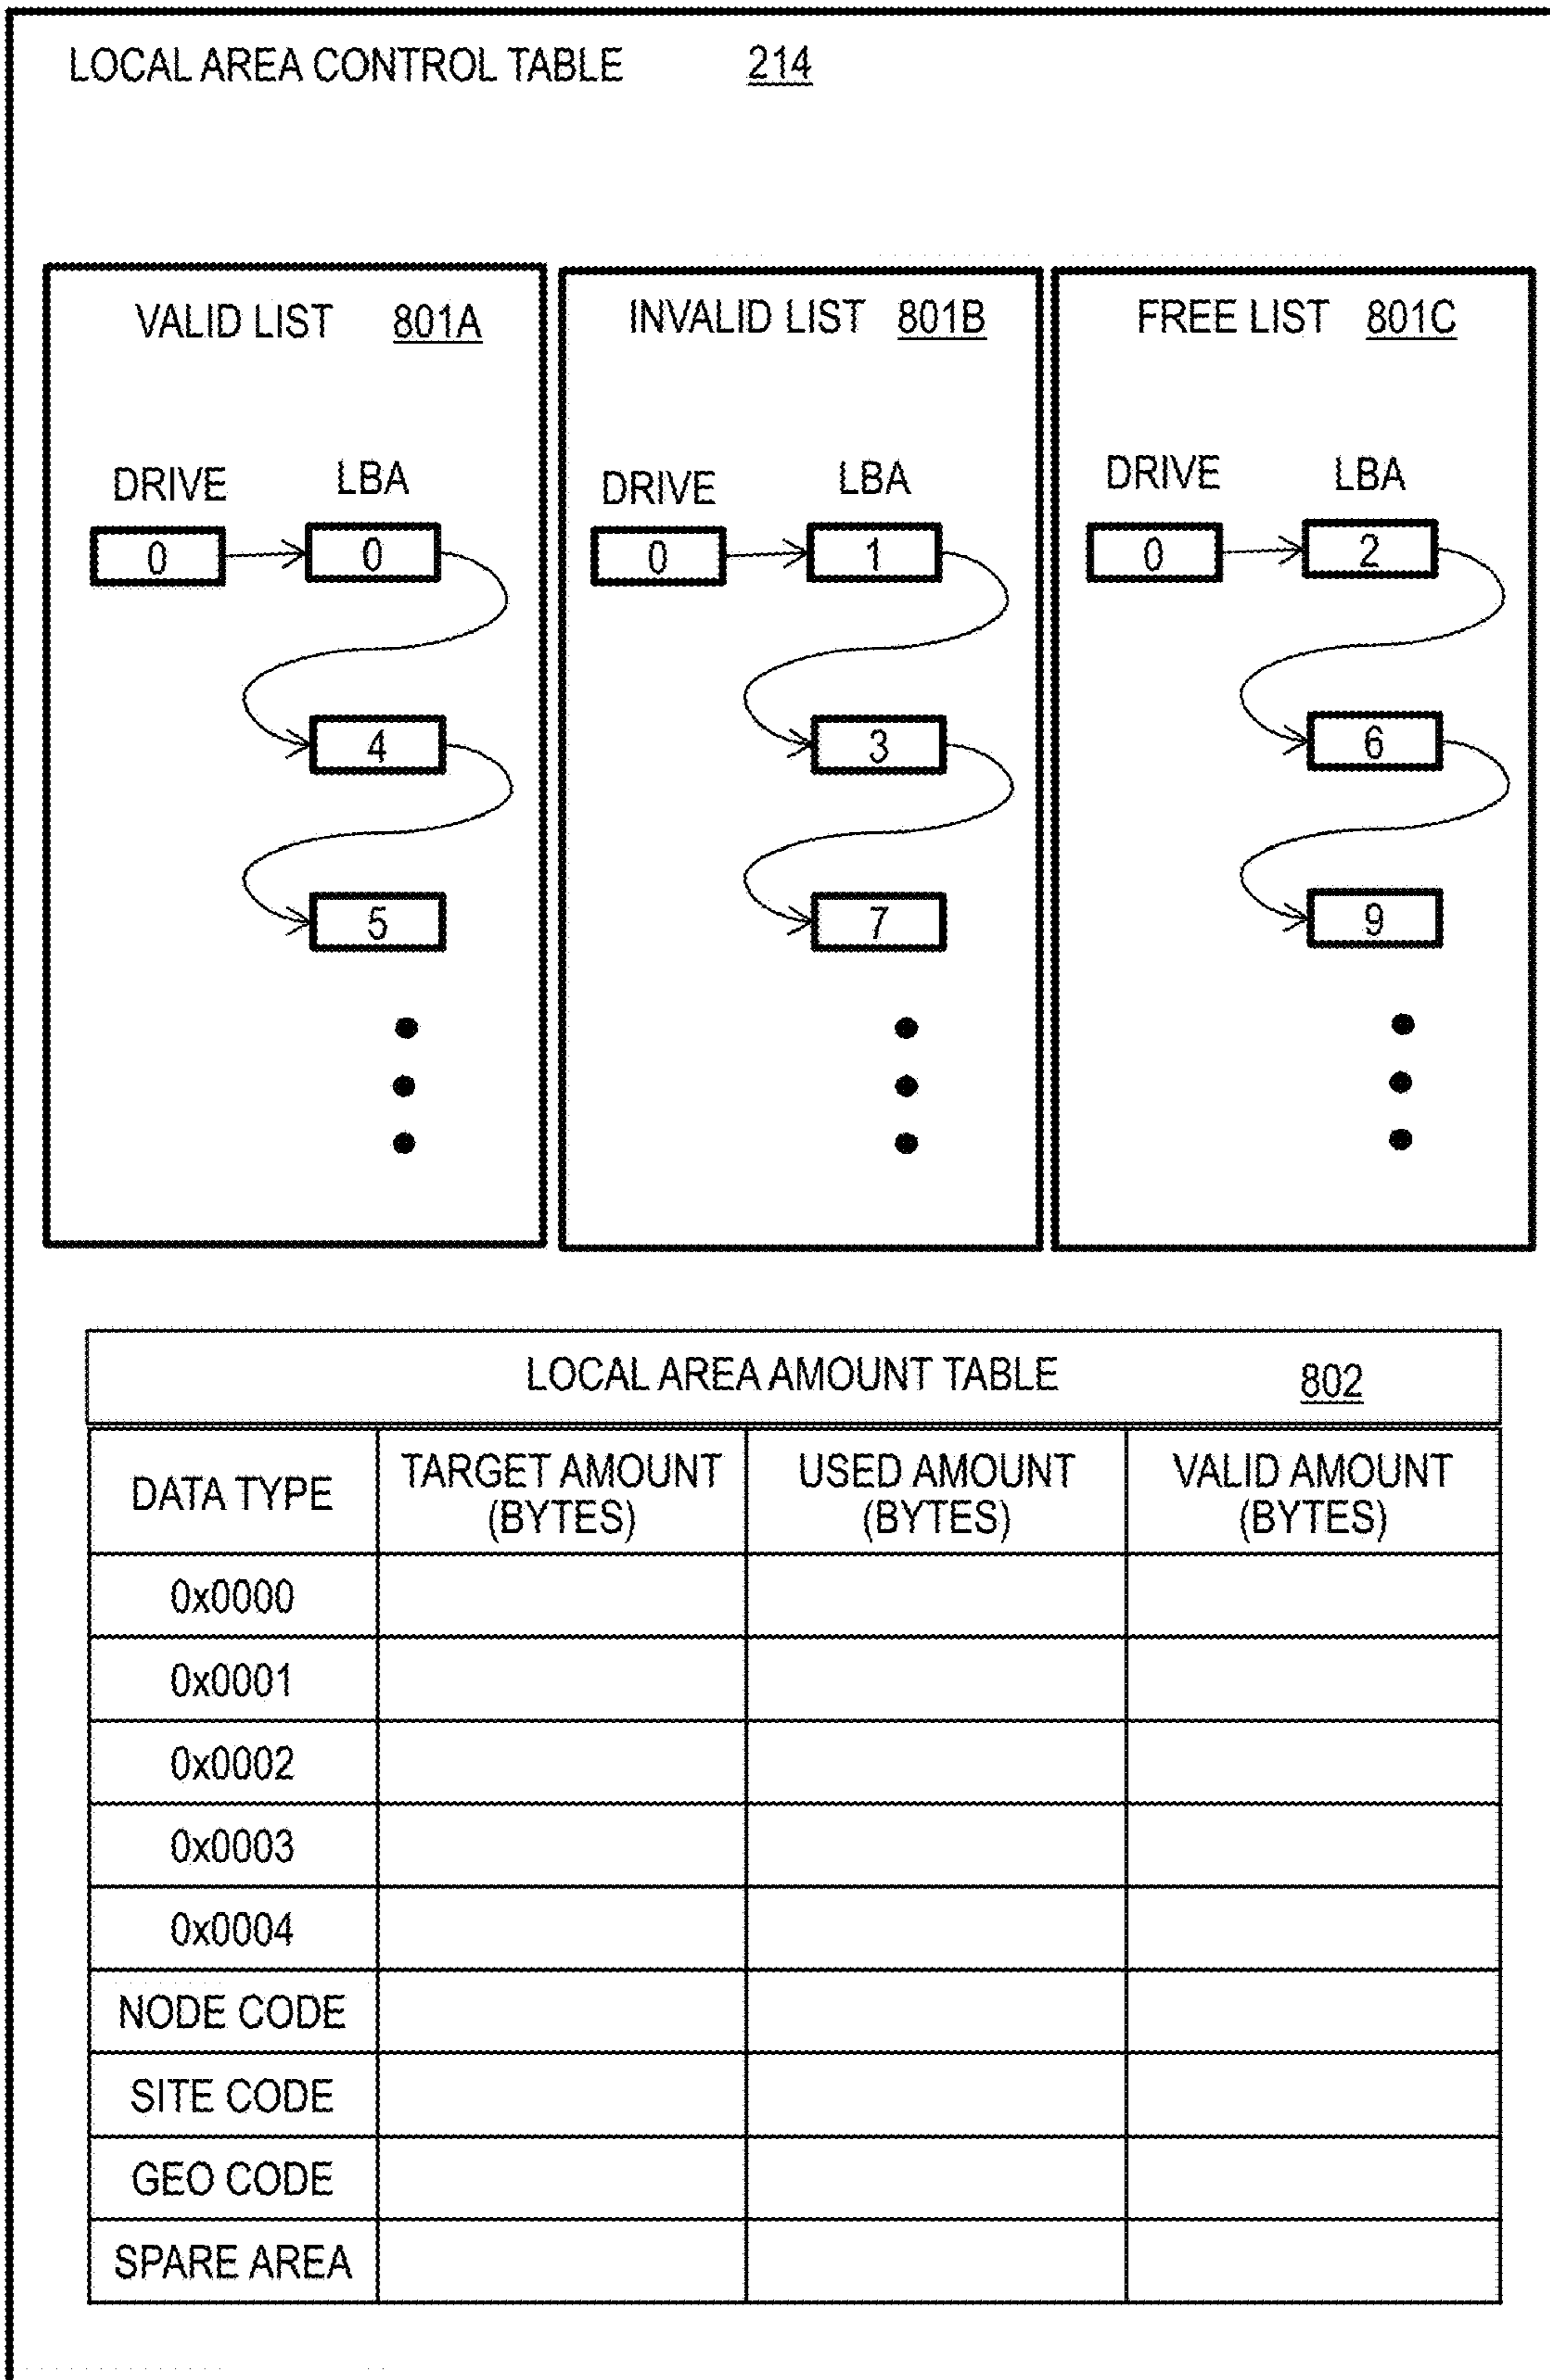 LOCAL AREA CONTROL TABLE 214
VALID LIST 801A
DRIVE LBA
0 0
4
5
INVALID LIST 801B
DRIVE LBA
0 1
3
7
FREE LIST 801C
DRIVE LBA
0 2
6
9
LOCAL AREA AMOUNT TABLE 802
DATA TYPE
TARGET AMOUNT
(BYTES)
USED AMOUNT
(BYTES)
VALID AMOUNT
(BYTES)
0x0000
0x0001
0x0002
0x0003
0x0004
NODE CODE
SITE CODE
GEO CODE
SPARE AREA